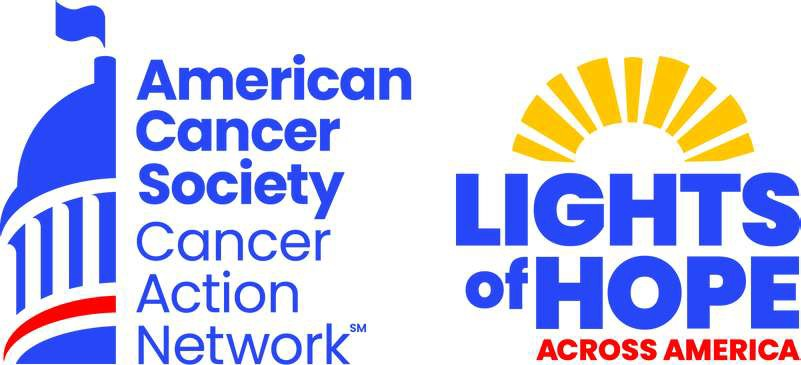 American
Cancer
Society
Cancer
Action
Network℠
LIGHTS
of HOPE
ACROSS AMERICA